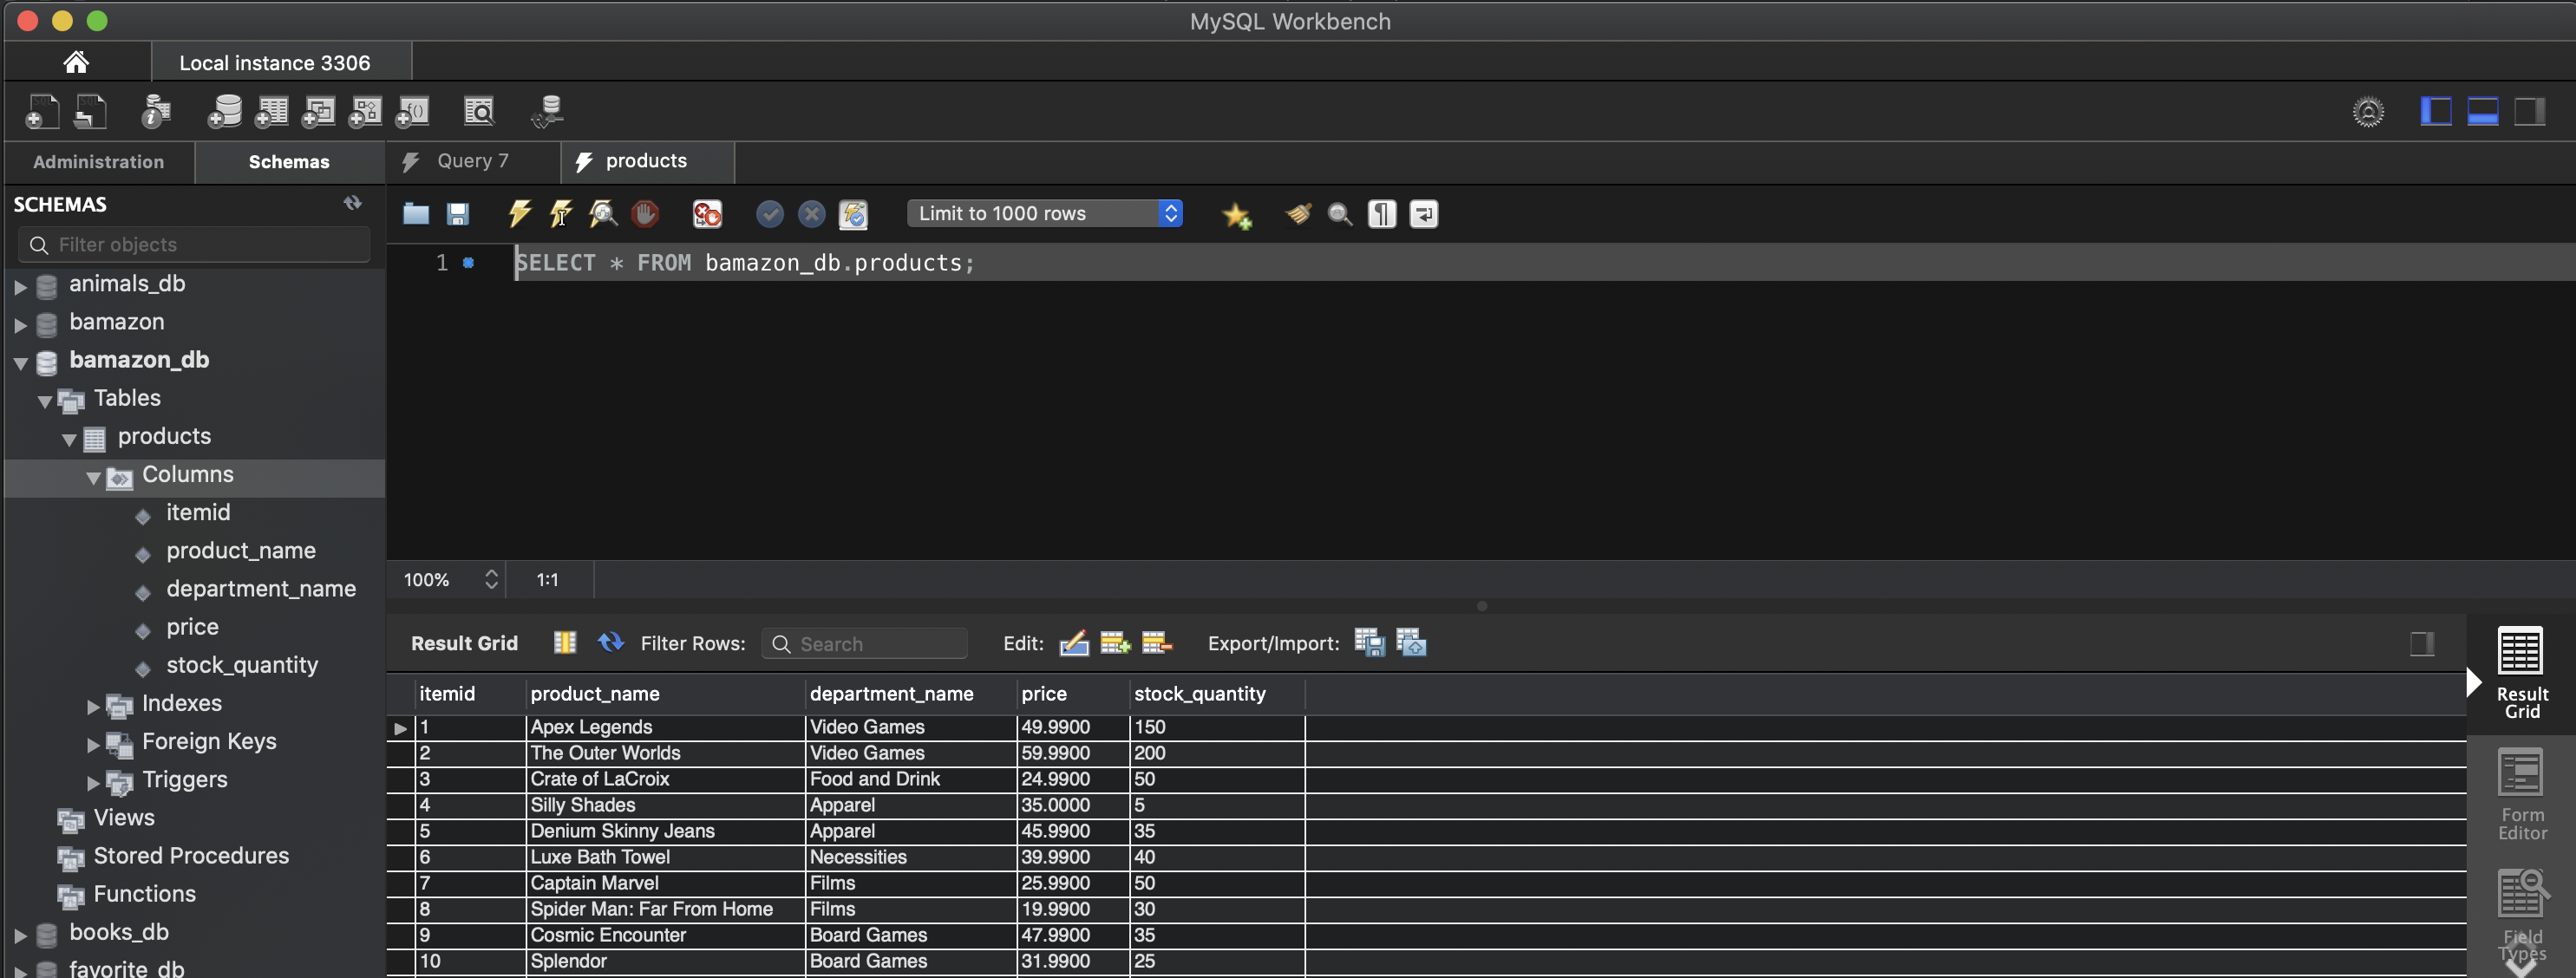 MySQL Workbench
Local instance 3306
Administration
Schemas
Query 7
products
SCHEMAS
Filter objects
Limit to 1000 rows
1 SELECT * FROM bamazon_db.products;
animals_db
bamazon
bamazon_db
Tables
products
Columns
itemid
product_name
department_name
price
stock_quantity
Indexes
Foreign Keys
Triggers
Views
Stored Procedures
Functions
books_db
favorite_db
100% 1:1
Result Grid Filter Rows: Search Edit: Export/Import:
itemid product_name department_name price stock_quantity
1 Apex Legends Video Games 49.9900 150
2 The Outer Worlds Video Games 59.9900 200
3 Crate of LaCroix Food and Drink 24.9900 50
4 Silly Shades Apparel 35.0000 5
5 Denium Skinny Jeans Apparel 45.9900 35
6 Luxe Bath Towel Necessities 39.9900 40
7 Captain Marvel Films 25.9900 50
8 Spider Man: Far From Home Films 19.9900 30
9 Cosmic Encounter Board Games 47.9900 35
10 Splendor Board Games 31.9900 25
Result
Grid
Form
Editor
Field
Types